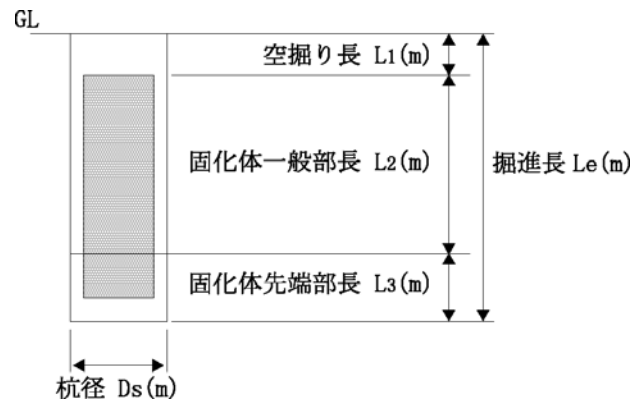 GL
空掘り長 L1(m)
固化体一般部長 L2(m)
掘進長 Le(m)
固化体先端部長 L3(m)
杭径 Ds(m)